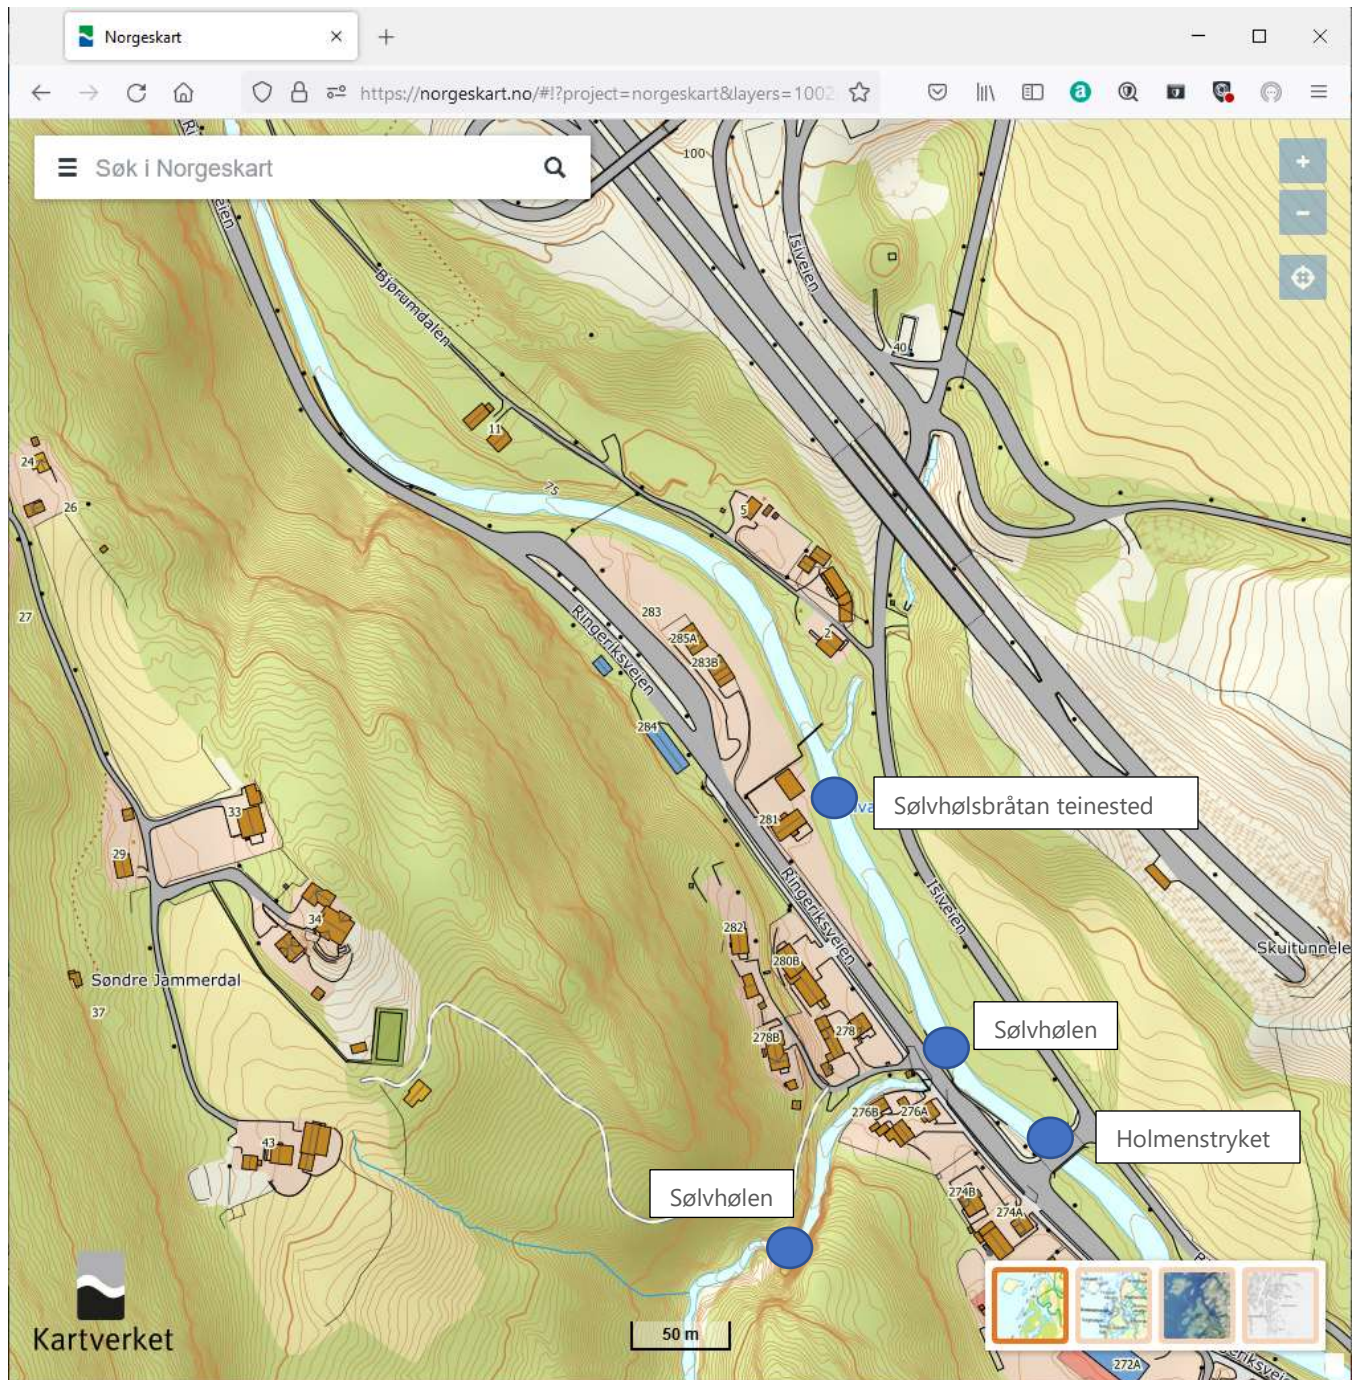 Norgeskart
https://norgeskart.no/#!?project=norgeskart&layers=1002
Søk i Norgeskart
100
eien
Isiveien
Bjørumdalen
40
11
24
26
75
5
27
283
2
285A
Ringeriksveien
283B
284
Sølvhølsbråtan teinested
281
33
29
Ringeriksveien
Isiveien
34
282
Skuitunnele
280B
Søndre Jammerdal
37
278
278B
Sølvhølen
276B
276A
Holmenstryket
43
Sølvhølen
274B
274A
Kartverket
50 m
272A